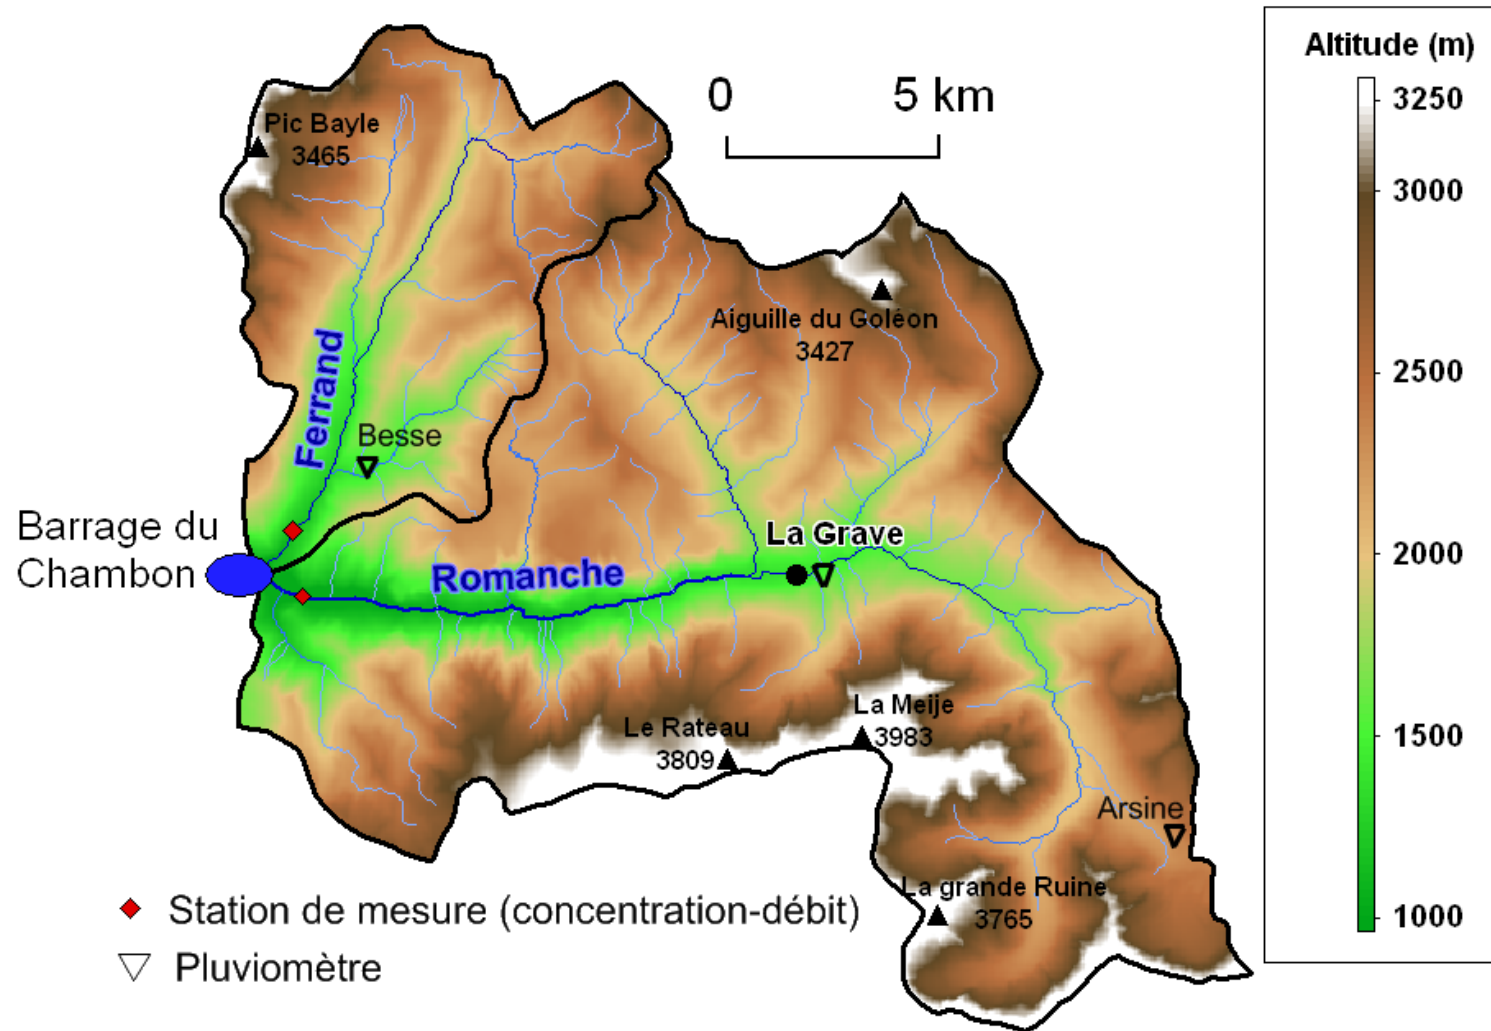 Altitude (m)
3250
3000
2500
2000
1500
1000
0 5 km
Pic Bayle
3465
Aiguille du Goléon
3427
Ferrand
Besse
Barrage du
Chambon
La Grave
Romanche
La Meije
3983
Le Rateau
3809
Arsine
La grande Ruine
3765
Station de mesure (concentration-débit)
Pluviomètre